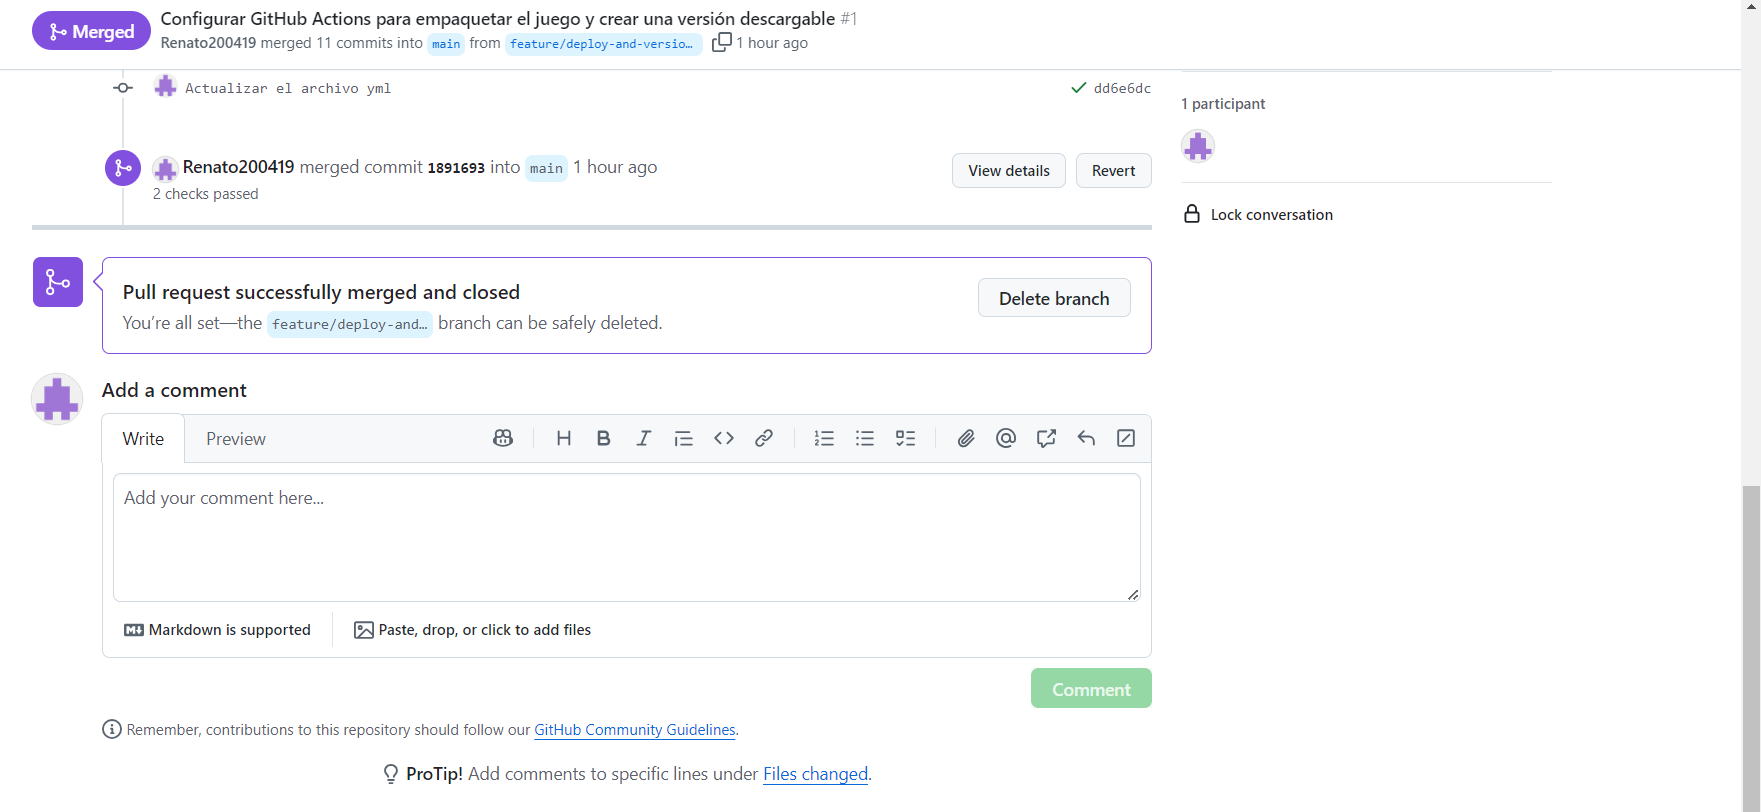 Merged
Configurar GitHub Actions para empaquetar el juego y crear una versión descargable #1
Renato200419 merged 11 commits into main from feature/deploy-and-versio... 1 hour ago
Actualizar el archivo yml dd6e6dc
1 participant
Renato200419 merged commit 1891693 into main 1 hour ago
View details
Revert
2 checks passed
Lock conversation
Pull request successfully merged and closed
Delete branch
You're all set—the feature/deploy-and… branch can be safely deleted.
Add a comment
Write
Preview
Add your comment here...
Markdown is supported
Paste, drop, or click to add files
Comment
Remember, contributions to this repository should follow our GitHub Community Guidelines.
ProTip! Add comments to specific lines under Files changed.